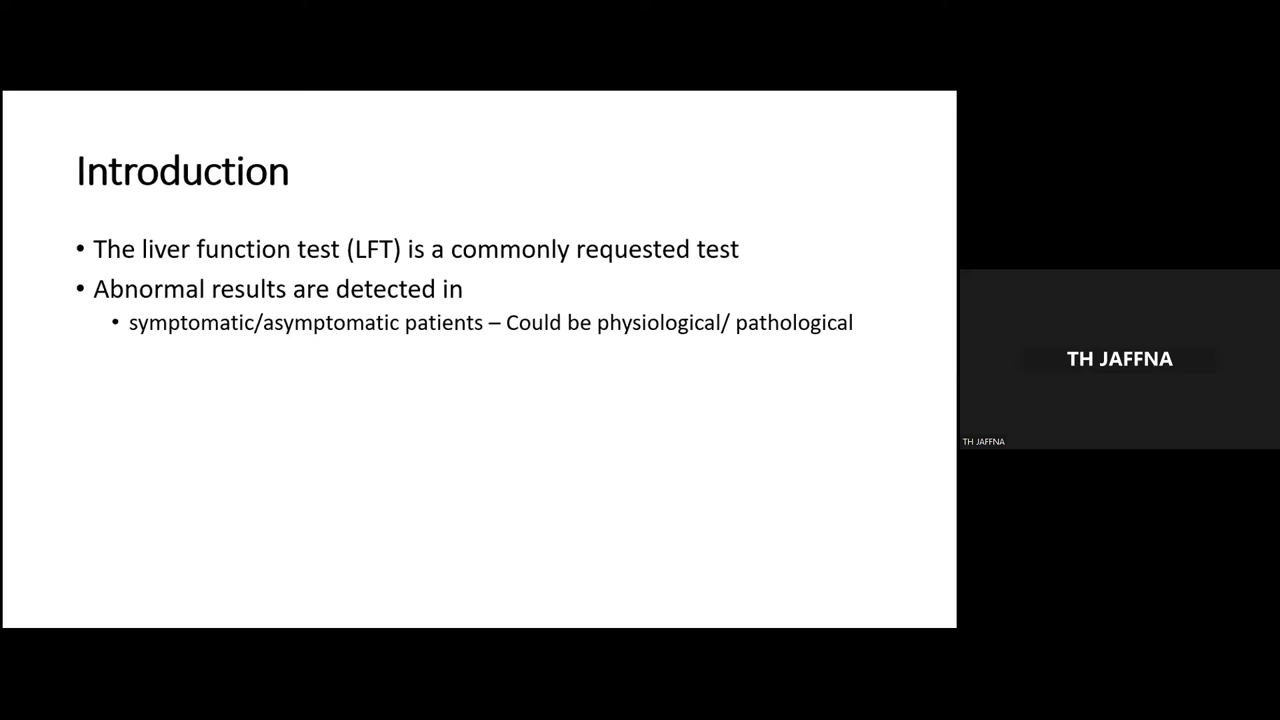 Introduction
• The liver function test (LFT) is a commonly requested test
• Abnormal results are detected in
• symptomatic/asymptomatic patients – Could be physiological/ pathological
TH JAFFNA
TH JAFFNA